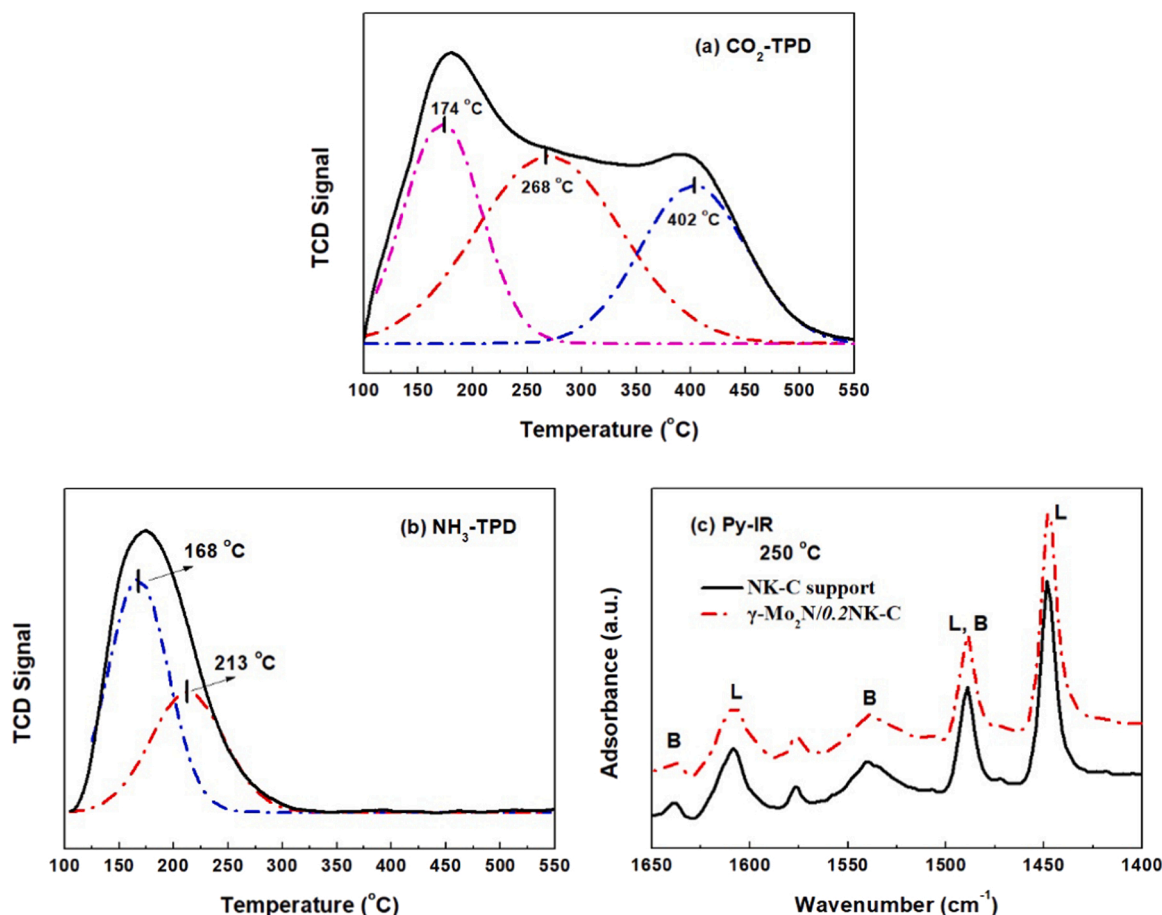 (a) CO₂-TPD
174 °C
268 °C
402 °C
TCD Signal
100 150 200 250 300 350 400 450 500 550
Temperature (°C)
(b) NH₃-TPD
168 °C
213 °C
TCD Signal
100 150 200 250 300 350 400 450 500 550
Temperature (°C)
(c) Py-IR
250 °C
NK-C support
γ-Mo₂N/0.2NK-C
L
L, B
L
B
B
Adsorbance (a.u.)
1650 1600 1550 1500 1450 1400
Wavenumber (cm⁻¹)